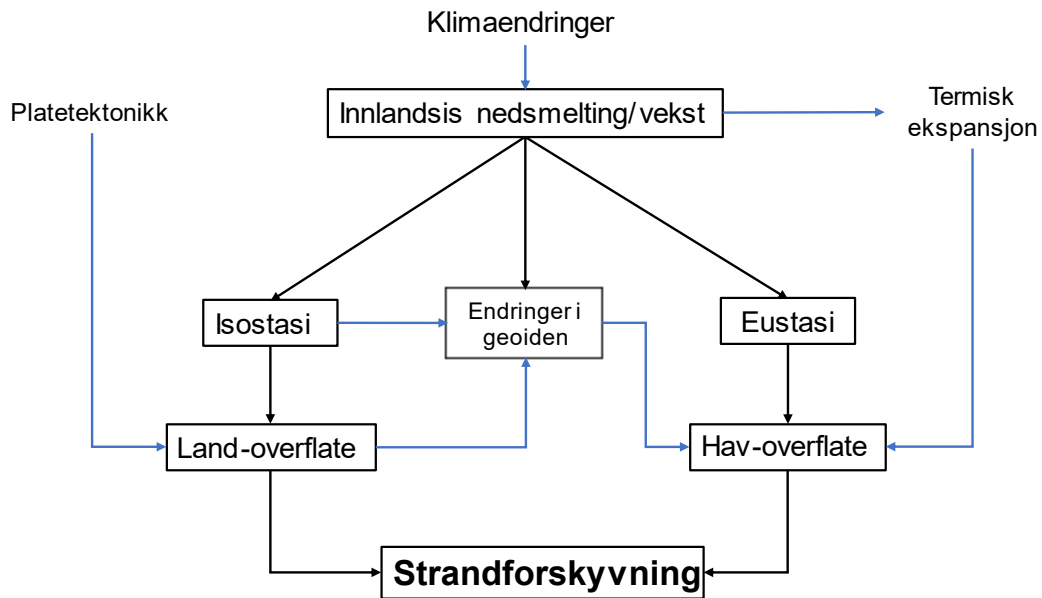 Klimaendringer
Platetektonikk
Innlandsis nedsmelting/vekst
Termisk
ekspansjon
Isostasi
Endringer i
geoiden
Eustasi
Land-overflate
Hav-overflate
Strandforskyvning